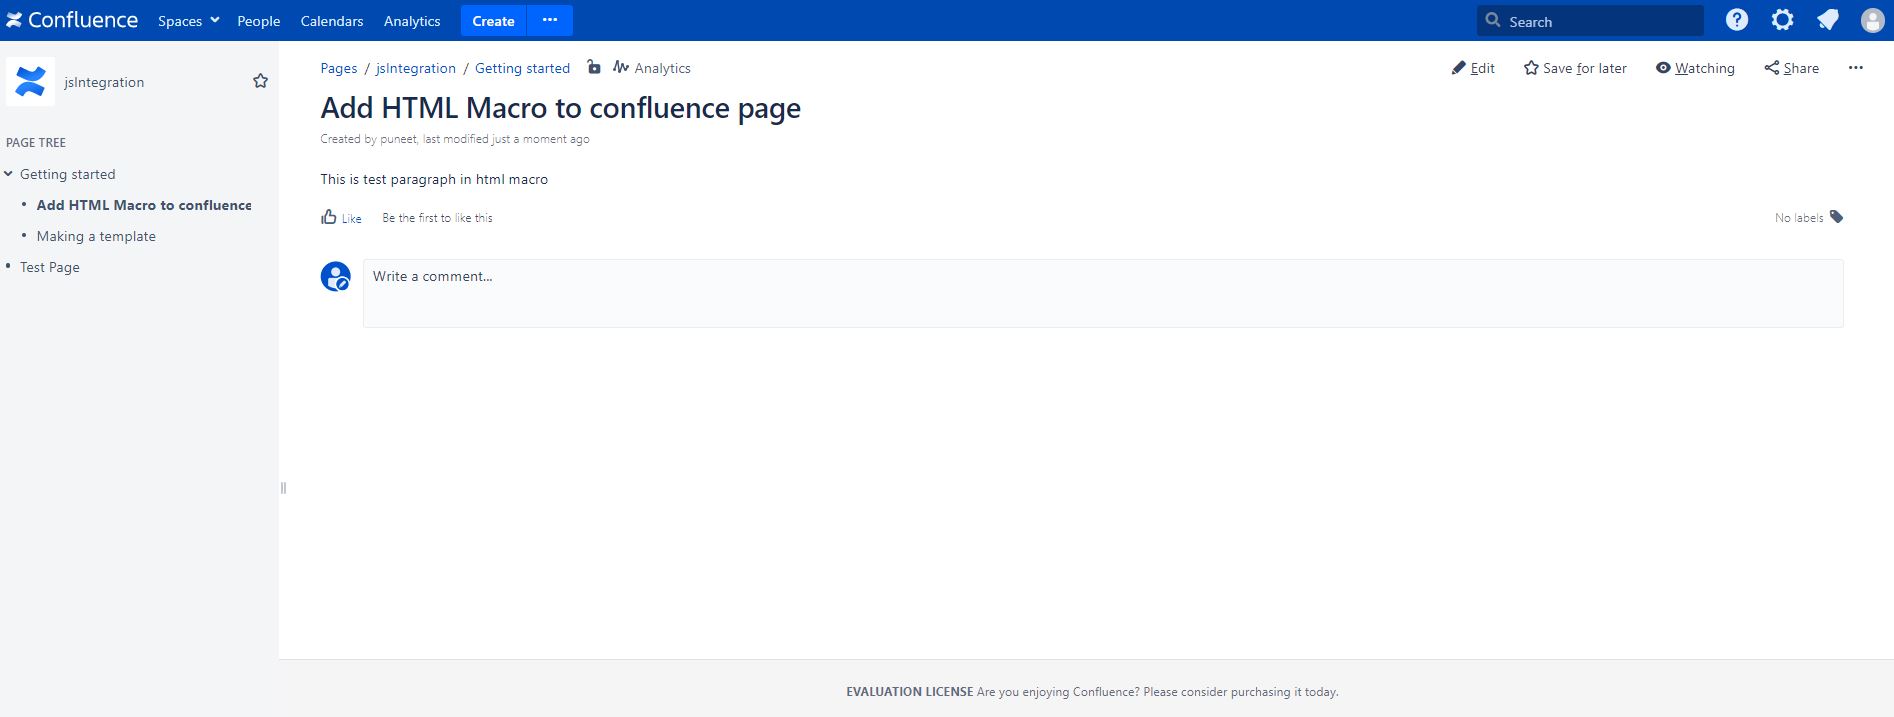 Confluence Spaces People Calendars Analytics Create ••• Search
jsIntegration
PAGE TREE
Getting started
• Add HTML Macro to confluence
• Making a template
• Test Page
Pages / jsIntegration / Getting started Analytics
Edit Save for later Watching Share •••
Add HTML Macro to confluence page
Created by puneet, last modified just a moment ago
This is test paragraph in html macro
Like Be the first to like this
No labels
Write a comment...
EVALUATION LICENSE Are you enjoying Confluence? Please consider purchasing it today.